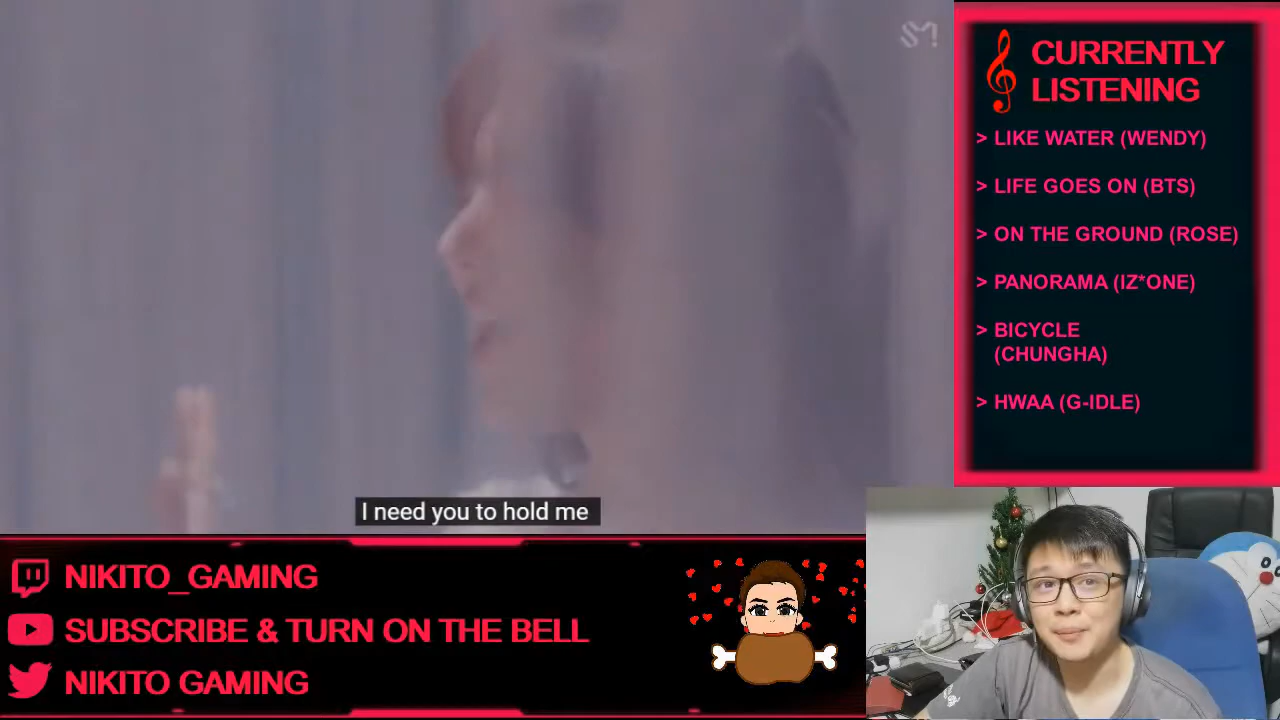 SM!
CURRENTLY
LISTENING
> LIKE WATER (WENDY)
> LIFE GOES ON (BTS)
> ON THE GROUND (ROSE)
> PANORAMA (IZ*ONE)
> BICYCLE
(CHUNGHA)
> HWAA (G-IDLE)
I need you to hold me
NIKITO_GAMING
SUBSCRIBE & TURN ON THE BELL
NIKITO GAMING